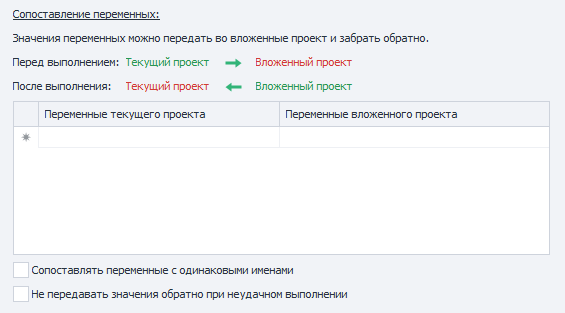 Сопоставление переменных:
Значения переменных можно передать во вложенные проект и забрать обратно.
Перед выполнением: Текущий проект Вложенный проект
После выполнения: Текущий проект Вложенный проект
Переменные текущего проекта Переменные вложенного проекта
Сопоставлять переменные с одинаковыми именами
Не передавать значения обратно при неудачном выполнении